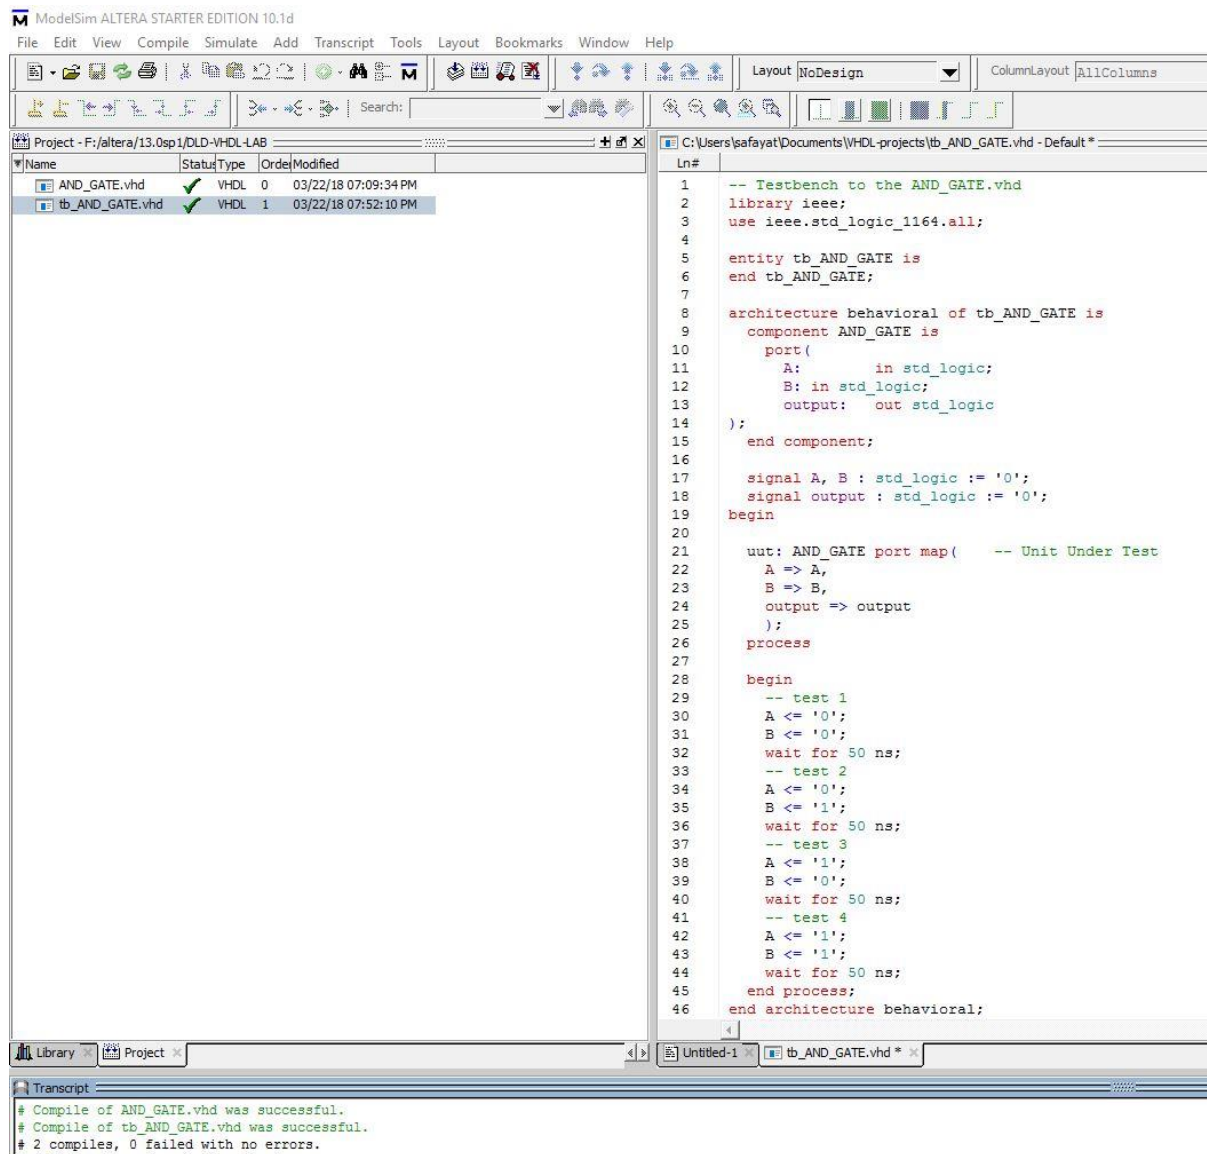 ModelSim ALTERA STARTER EDITION 10.1d
File Edit View Compile Simulate Add Transcript Tools Layout Bookmarks Window Help
Layout NoDesign ColumnLayout AllColumns
Search:
Project - F:/altera/13.0sp1/DLD-VHDL-LAB
Name Status Type Order Modified
AND_GATE.vhd VHDL 0 03/22/18 07:09:34 PM
tb_AND_GATE.vhd VHDL 1 03/22/18 07:52:10 PM
C:\Users\safayat\Documents\VHDL-projects\tb_AND_GATE.vhd - Default *
Ln#
1 -- Testbench to the AND_GATE.vhd
2 library ieee;
3 use ieee.std_logic_1164.all;
4
5 entity tb_AND_GATE is
6 end tb_AND_GATE;
7
8 architecture behavioral of tb_AND_GATE is
9 component AND_GATE is
10 port(
11 A: in std_logic;
12 B: in std_logic;
13 output: out std_logic
14 );
15 end component;
16
17 signal A, B : std_logic := '0';
18 signal output : std_logic := '0';
19 begin
20
21 uut: AND_GATE port map( -- Unit Under Test
22 A => A,
23 B => B,
24 output => output
25 );
26 process
27
28 begin
29 -- test 1
30 A <= '0';
31 B <= '0';
32 wait for 50 ns;
33 -- test 2
34 A <= '0';
35 B <= '1';
36 wait for 50 ns;
37 -- test 3
38 A <= '1';
39 B <= '0';
40 wait for 50 ns;
41 -- test 4
42 A <= '1';
43 B <= '1';
44 wait for 50 ns;
45 end process;
46 end architecture behavioral;
Library Project
Untitled-1 tb_AND_GATE.vhd *
Transcript
# Compile of AND_GATE.vhd was successful.
# Compile of tb_AND_GATE.vhd was successful.
# 2 compiles, 0 failed with no errors.